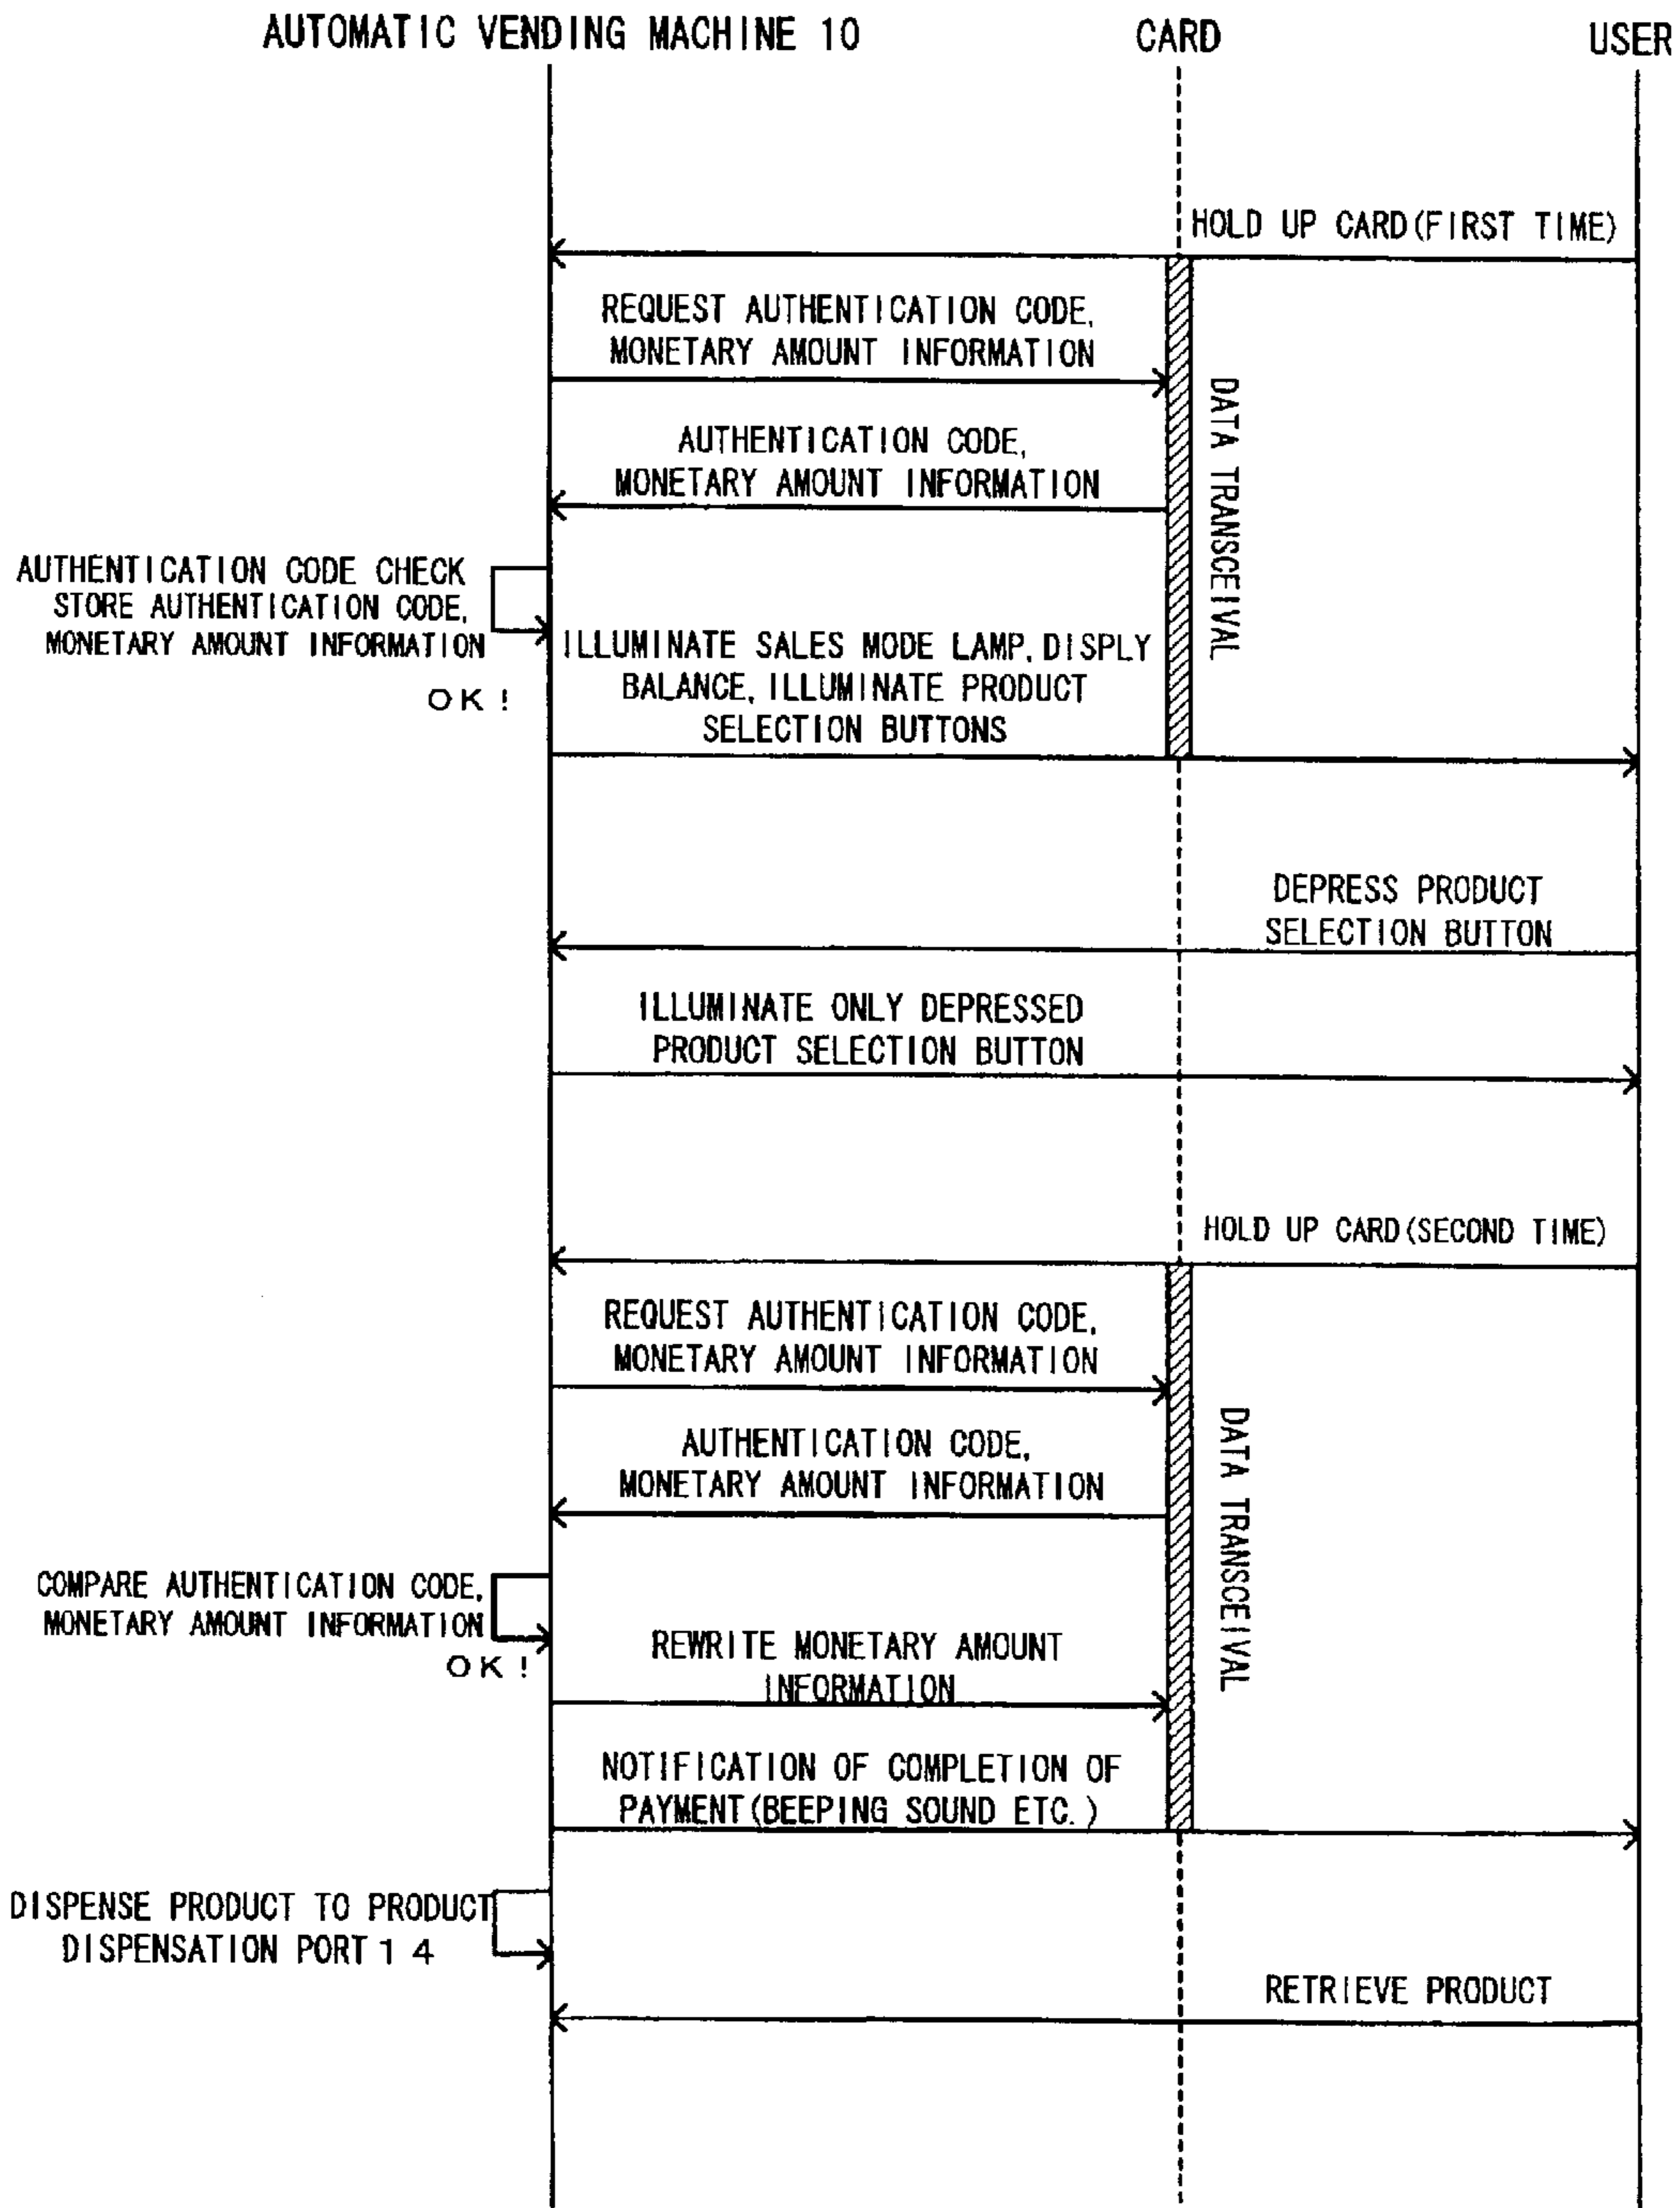 AUTOMATIC VENDING MACHINE 10
CARD
USER
HOLD UP CARD(FIRST TIME)
REQUEST AUTHENTICATION CODE,
MONETARY AMOUNT INFORMATION
DATA TRANSCEIVAL
AUTHENTICATION CODE,
MONETARY AMOUNT INFORMATION
AUTHENTICATION CODE CHECK
STORE AUTHENTICATION CODE,
MONETARY AMOUNT INFORMATION
OK!
ILLUMINATE SALES MODE LAMP, DISPLY
BALANCE, ILLUMINATE PRODUCT
SELECTION BUTTONS
DEPRESS PRODUCT
SELECTION BUTTON
ILLUMINATE ONLY DEPRESSED
PRODUCT SELECTION BUTTON
HOLD UP CARD(SECOND TIME)
REQUEST AUTHENTICATION CODE,
MONETARY AMOUNT INFORMATION
DATA TRANSCEIVAL
AUTHENTICATION CODE,
MONETARY AMOUNT INFORMATION
COMPARE AUTHENTICATION CODE,
MONETARY AMOUNT INFORMATION
OK!
REWRITE MONETARY AMOUNT
INFORMATION
NOTIFICATION OF COMPLETION OF
PAYMENT(BEEPING SOUND ETC.)
DISPENSE PRODUCT TO PRODUCT
DISPENSATION PORT 14
RETRIEVE PRODUCT